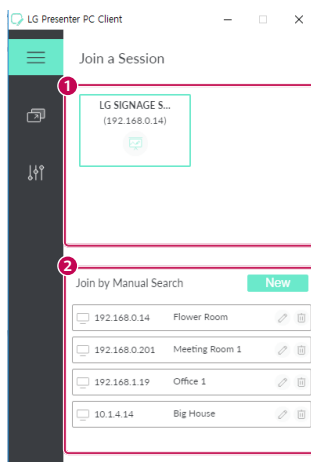 LG Presenter PC Client
Join a Session
1
LG SIGNAGE S...
(192.168.0.14)
2
Join by Manual Search New
192.168.0.14 Flower Room
192.168.0.201 Meeting Room 1
192.168.1.19 Office 1
10.1.4.14 Big House